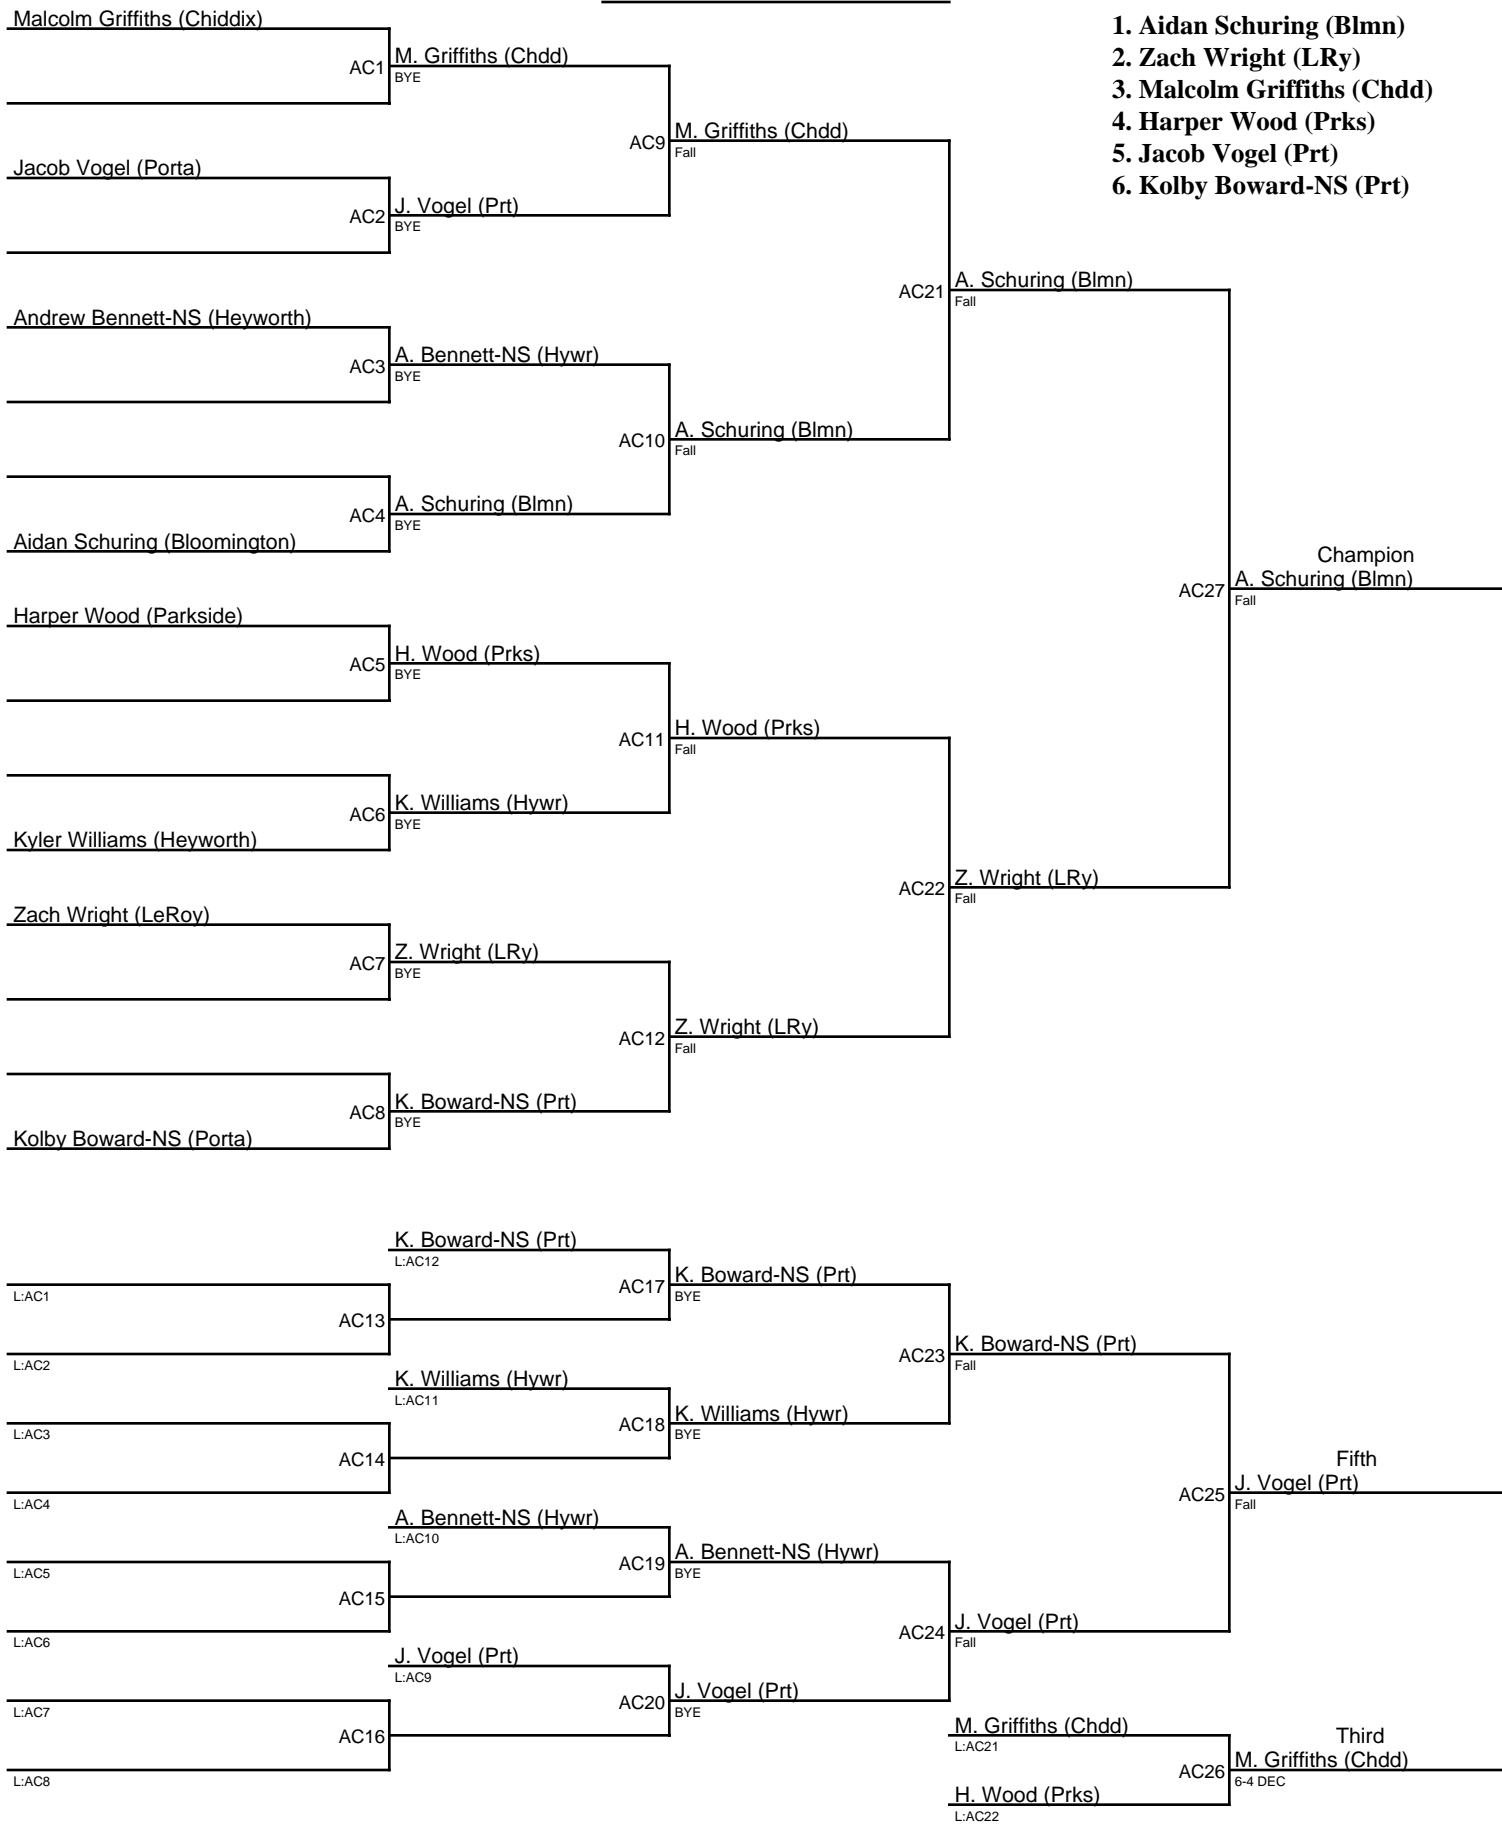 1. Aidan Schuring (Blmn)
2. Zach Wright (LRy)
3. Malcolm Griffiths (Chdd)
4. Harper Wood (Prks)
5. Jacob Vogel (Prt)
6. Kolby Boward-NS (Prt)
Malcolm Griffiths (Chiddix)
AC1
Jacob Vogel (Porta)
AC2
Andrew Bennett-NS (Heyworth)
AC3
AC4
Aidan Schuring (Bloomington)
Harper Wood (Parkside)
AC5
AC6
Kyler Williams (Heyworth)
Zach Wright (LeRoy)
AC7
AC8
Kolby Boward-NS (Porta)
M. Griffiths (Chdd)
BYE
AC9
J. Vogel (Prt)
BYE
A. Bennett-NS (Hywr)
BYE
AC10
A. Schuring (Blmn)
BYE
H. Wood (Prks)
BYE
AC11
K. Williams (Hywr)
BYE
Z. Wright (LRy)
BYE
AC12
K. Boward-NS (Prt)
BYE
M. Griffiths (Chdd)
Fall
AC21
A. Schuring (Blmn)
Fall
H. Wood (Prks)
Fall
AC22
Z. Wright (LRy)
Fall
A. Schuring (Blmn)
Fall
AC27
Z. Wright (LRy)
Fall
Champion
A. Schuring (Blmn)
Fall
L:AC1
AC13
L:AC2
L:AC3
AC14
L:AC4
L:AC5
AC15
L:AC6
L:AC7
AC16
L:AC8
K. Boward-NS (Prt)
L:AC12
AC17
K. Williams (Hywr)
L:AC11
AC18
A. Bennett-NS (Hywr)
L:AC10
AC19
J. Vogel (Prt)
L:AC9
AC20
K. Boward-NS (Prt)
BYE
AC23
K. Williams (Hywr)
BYE
A. Bennett-NS (Hywr)
BYE
AC24
J. Vogel (Prt)
BYE
K. Boward-NS (Prt)
Fall
AC25
J. Vogel (Prt)
Fall
Fifth
J. Vogel (Prt)
Fall
M. Griffiths (Chdd)
L:AC21
AC26
H. Wood (Prks)
L:AC22
Third
M. Griffiths (Chdd)
6-4 DEC